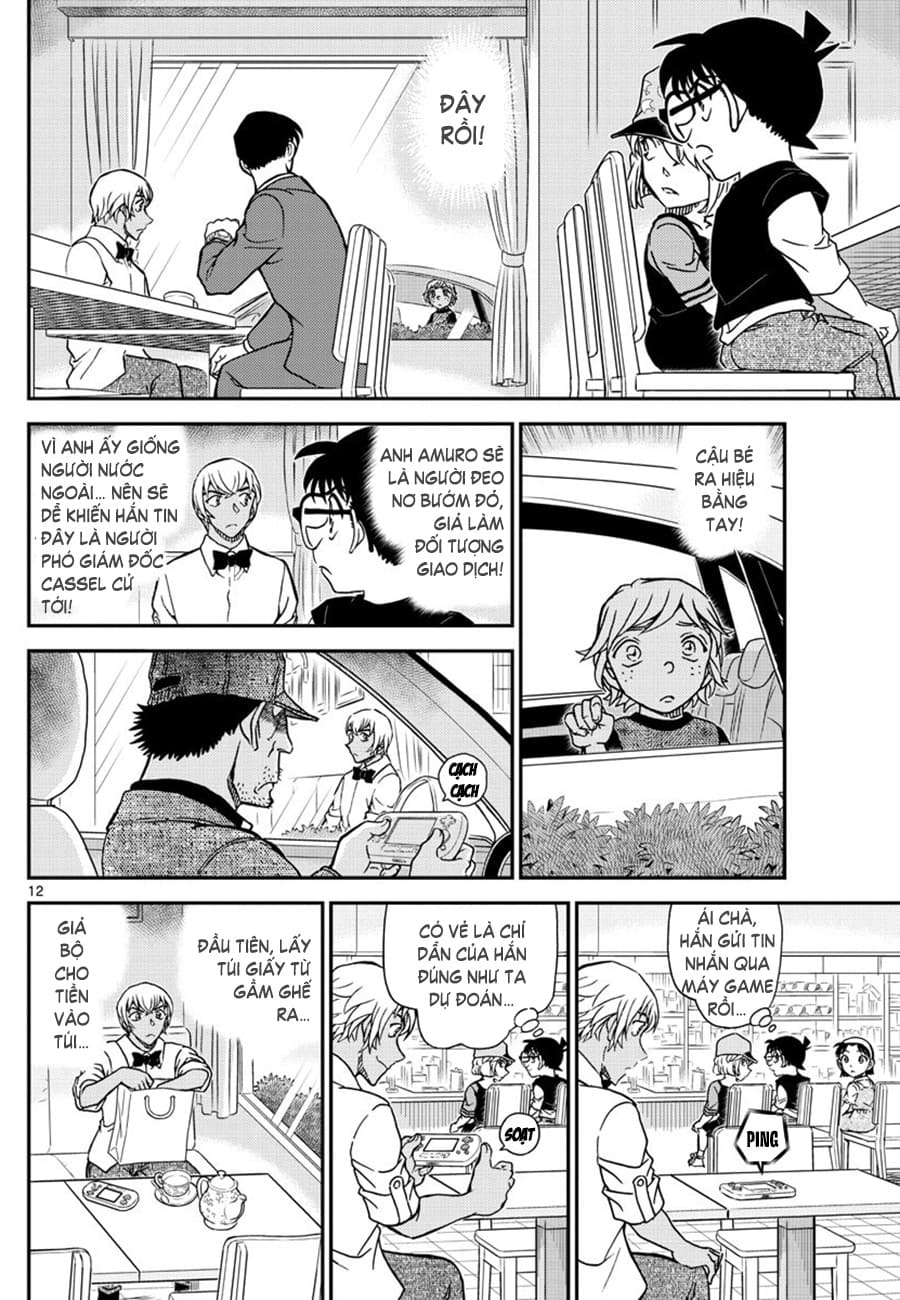 ĐÂY
RỒI!
CẬU BÉ
RA HIỆU
BẰNG
TAY!
ANH AMURO SẼ
LÀ NGƯỜI ĐEO
NƠ BƯỚM ĐÓ,
GIẢ LÀM
ĐỐI TƯỢNG
GIAO DỊCH!
VÌ ANH ẤY GIỐNG
NGƯỜI NƯỚC
NGOÀI... NÊN SẼ
DỄ KHIẾN HẮN TIN
ĐÂY LÀ NGƯỜI
PHÓ GIÁM ĐỐC
CASSEL CỬ
TỚI!
CẠCH
CẠCH
12
ÁI CHÀ,
HẮN GỬI TIN
NHẮN QUA
MÁY GAME
RỒI...
PING
CÓ VẺ LÀ CHỈ
DẪN CỦA HẮN
ĐÚNG NHƯ TA
DỰ ĐOÁN...
SOẠT
ĐẦU TIÊN, LẤY
TÚI GIẤY TỪ
GẦM GHẾ
RA...
GIẢ
BỘ CHO
TIỀN
VÀO
TÚI...